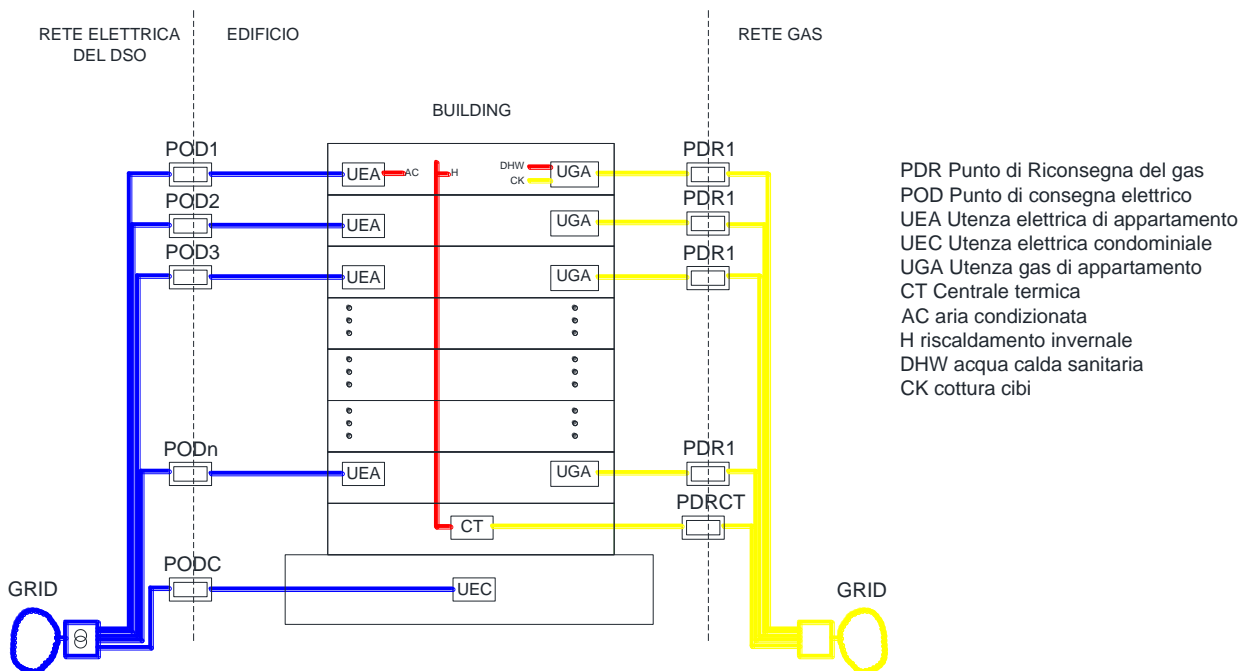 RETE ELETTRICA
DEL DSO
EDIFICIO
RETE GAS
BUILDING
POD1
UEA
AC
H
DHW
CK
UGA
PDR1
POD2
UEA
UGA
PDR1
POD3
UEA
UGA
PDR1
PODn
UEA
UGA
PDR1
CT
PDRCT
PODC
UEC
GRID
GRID
PDR Punto di Riconsegna del gas
POD Punto di consegna elettrico
UEA Utenza elettrica di appartamento
UEC Utenza elettrica condominiale
UGA Utenza gas di appartamento
CT Centrale termica
AC aria condizionata
H riscaldamento invernale
DHW acqua calda sanitaria
CK cottura cibi